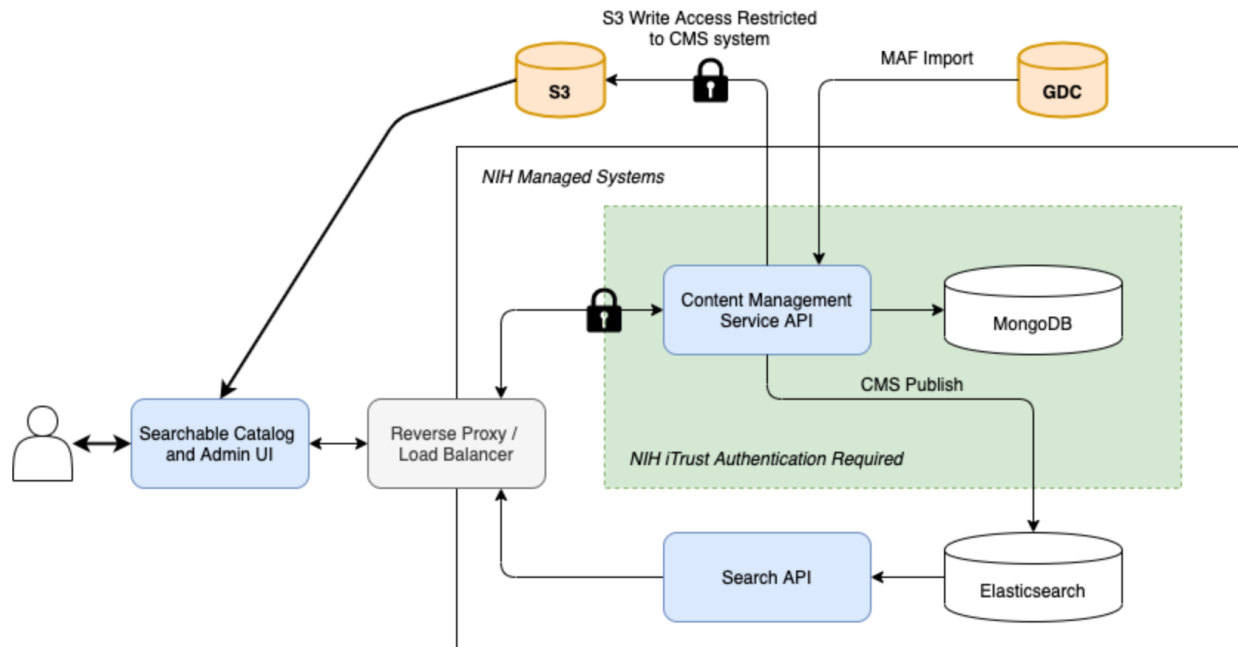 S3 Write Access Restricted
to CMS system
MAF Import
S3
GDC
NIH Managed Systems
Content Management
Service API
MongoDB
CMS Publish
Searchable Catalog
and Admin UI
Reverse Proxy /
Load Balancer
NIH iTrust Authentication Required
Search API
Elasticsearch